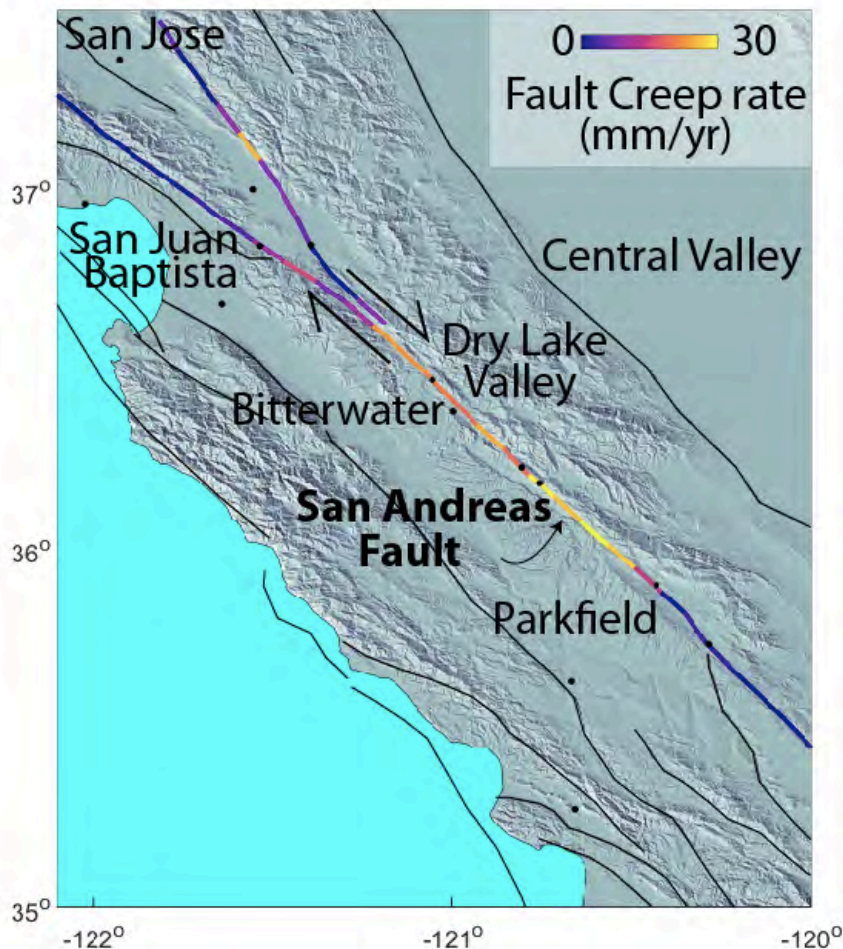 San Jose
0 30
Fault Creep rate
(mm/yr)
37°
San Juan
Baptista
Central Valley
Dry Lake
Valley
Bitterwater
San Andreas
Fault
36°
Parkfield
35°
-122° -121° -120°